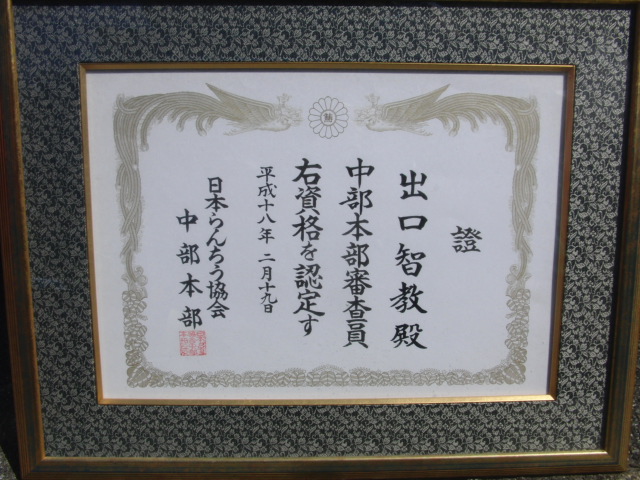 證
出口智教殿
中部本部審査員
右資格を認定す
平成十八年 二月十九日
日本らんちう協会
中部本部